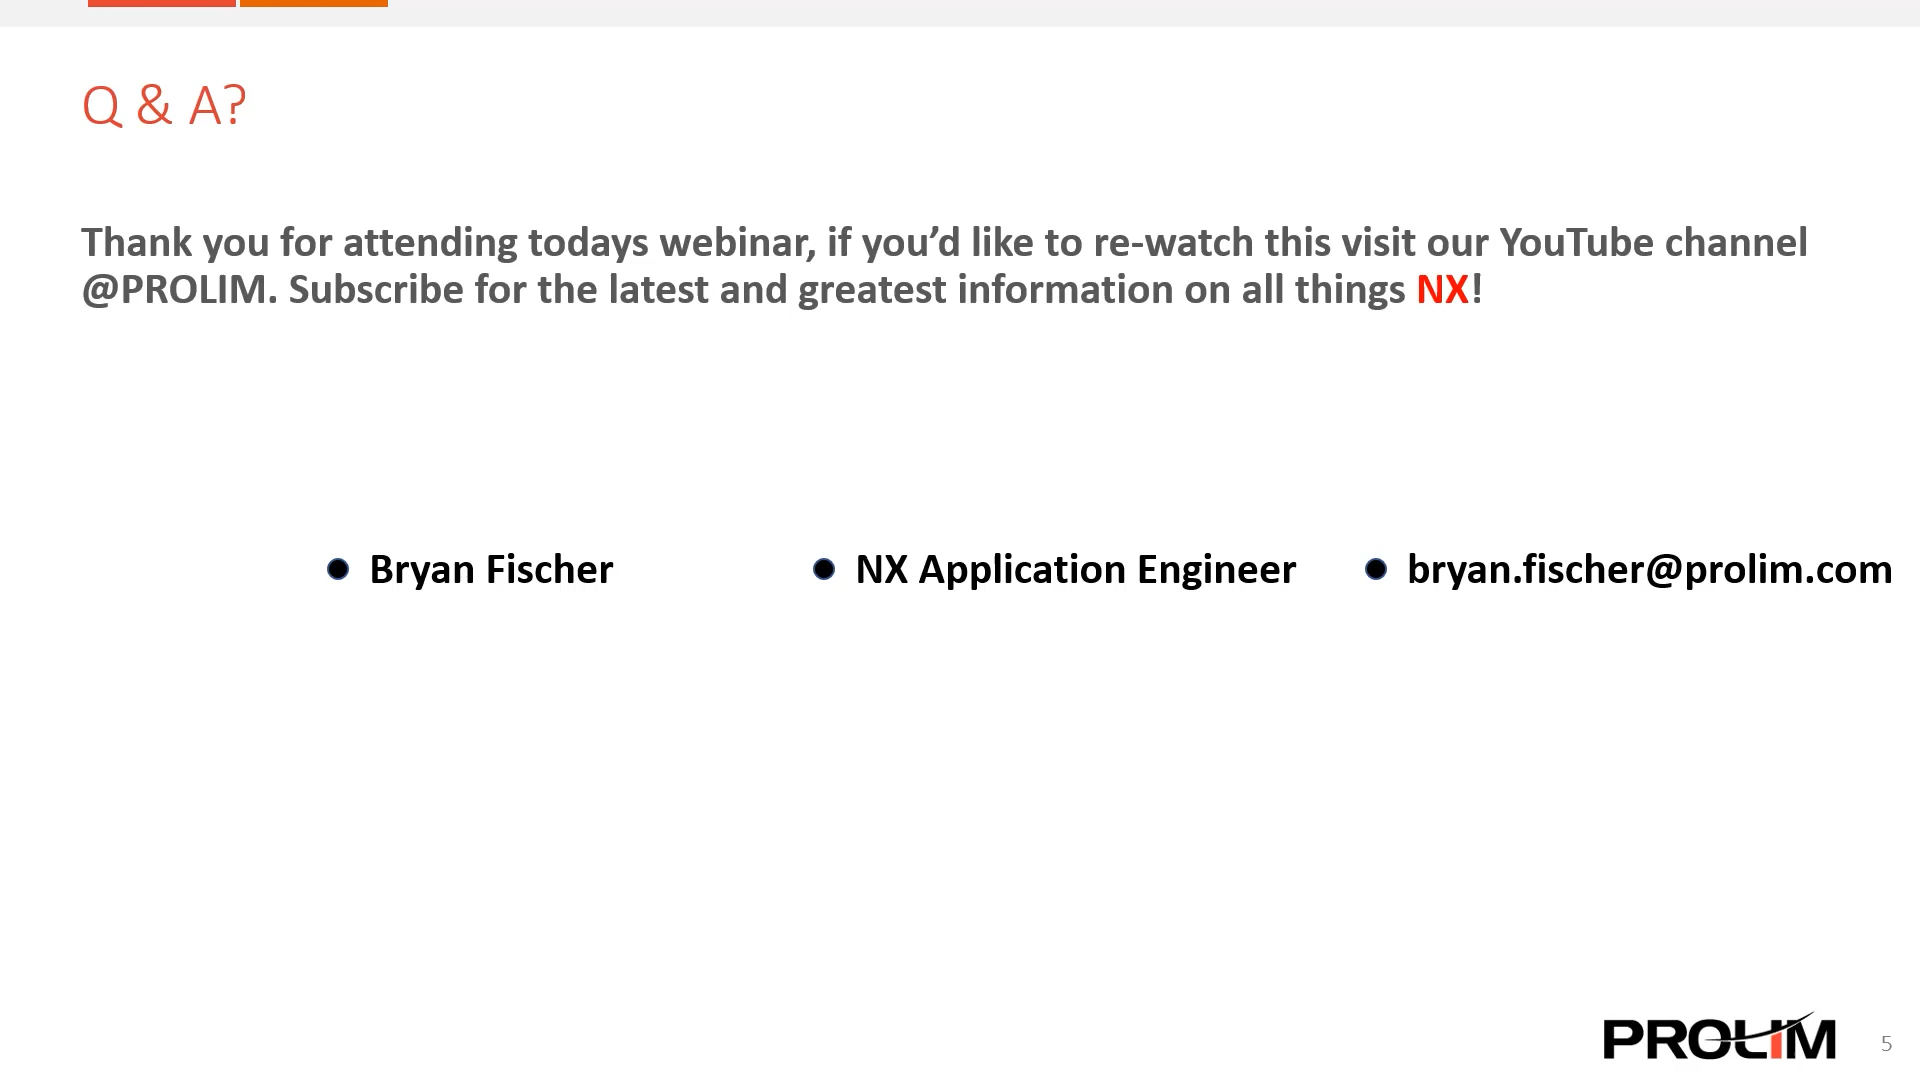 Q & A?
Thank you for attending todays webinar, if you’d like to re-watch this visit our YouTube channel
@PROLIM. Subscribe for the latest and greatest information on all things NX!
Bryan Fischer
NX Application Engineer
bryan.fischer@prolim.com
PROLIM
5